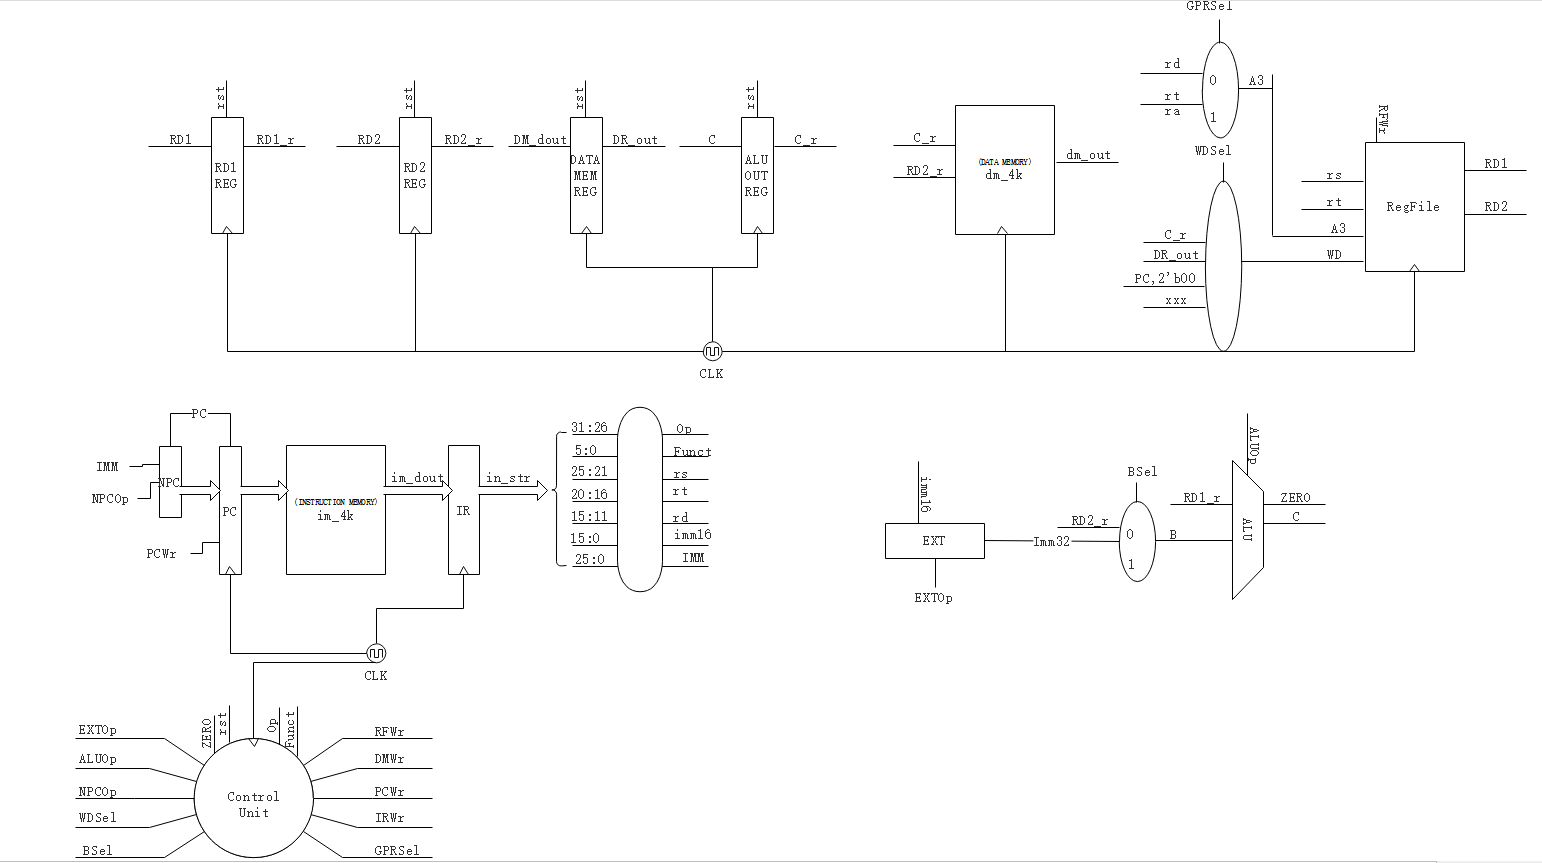 GPRSel
rd
0
A3
rt
ra
1
WDSel
rst
rst
rst
rst
RD1
RD1_r
RD2
RD2_r
DM_dout
DR_out
C
C_r
RD1
REG
RD2
REG
DATA
MEM
REG
ALU
OUT
REG
C_r
RD2_r
(DATA MEMORY)
dm_4k
dm_out
RFWr
rs
rt
A3
WD
RegFile
RD1
RD2
C_r
DR_out
PC,2'b00
xxx
CLK
PC
IMM
NPC
NPCOp
PCWr
PC
(INSTRUCTION MEMORY)
im_4k
im_dout
IR
in_str
31:26
5:0
25:21
20:16
15:11
15:0
25:0
Op
Funct
rs
rt
rd
imm16
IMM
imm16
EXT
EXTOp
Imm32
BSel
RD2_r
0
1
B
ALUOp
RD1_r
ALU
ZERO
C
CLK
ZERO
rst
Op
Funct
EXTOp
ALUOp
NPCOp
WDSel
BSel
Control
Unit
RFWr
DMWr
PCWr
IRWr
GPRSel